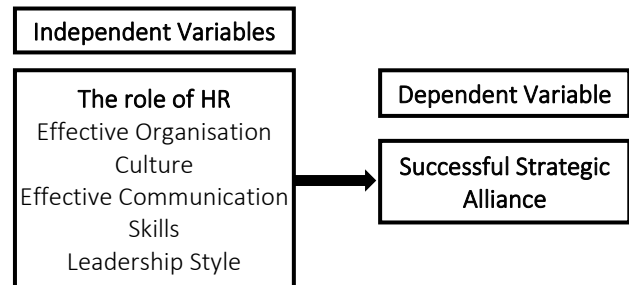 Independent Variables
The role of HR
Effective Organisation
Culture
Effective Communication
Skills
Leadership Style
Dependent Variable
Successful Strategic
Alliance